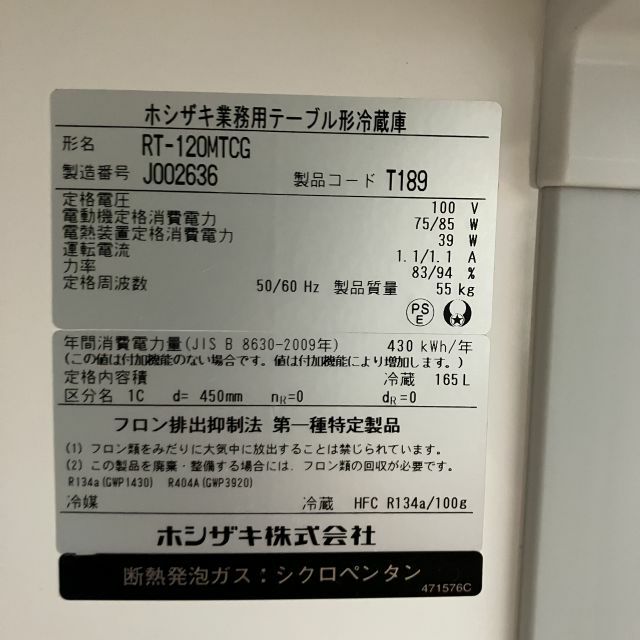 ホシザキ業務用テーブル形冷蔵庫
形名 RT-120MTCG
製造番号 J002636 製品コード T189
定格電圧 100 V
電動機定格消費電力 75/85 W
電熱装置定格消費電力 39 W
運転電流 1.1/1.1 A
力率 83/94 %
定格周波数 50/60 Hz 製品質量 55 kg
PS
E
年間消費電力量(JIS B 8630-2009年) 430 kWh/年
(この値は付加機能のない場合です。値は付加機能により増加します。)
定格内容積 冷蔵 165L
区分名 1C d= 450mm nR=0 dR=0
フロン排出抑制法 第一種特定製品
(1) フロン類をみだりに大気中に放出することは禁じられています。
(2) この製品を廃棄・整備する場合には、フロン類の回収が必要です。
R134a(GWP1430) R404A(GWP3920)
冷媒 冷蔵 HFC R134a/100g
ホシザキ株式会社
断熱発泡ガス:シクロペンタン
471576C